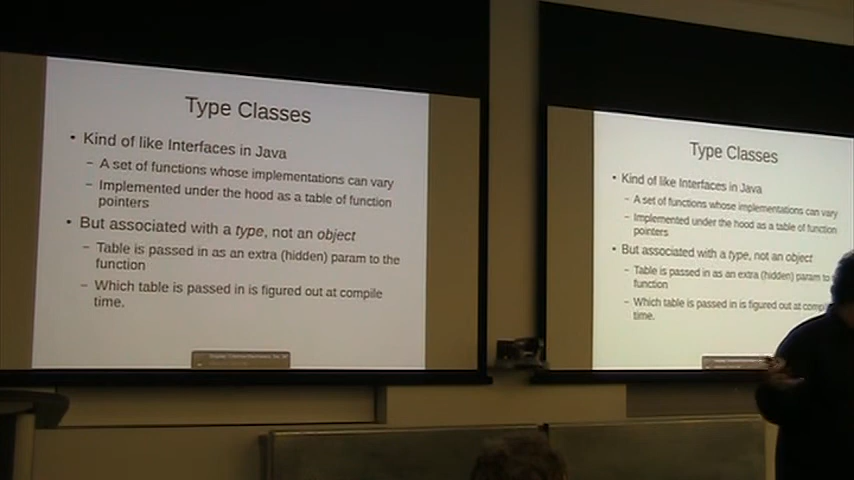 Type Classes
• Kind of like Interfaces in Java
– A set of functions whose implementations can vary
– Implemented under the hood as a table of function
pointers
• But associated with a type, not an object
– Table is passed in as an extra (hidden) param to the
function
– Which table is passed in is figured out at compile
time.
Type Classes
• Kind of like Interfaces in Java
– A set of functions whose implementations can vary
– Implemented under the hood as a table of function
pointers
• But associated with a type, not an object
– Table is passed in as an extra (hidden) param to
function
– Which table is passed in is figured out at compil
time.